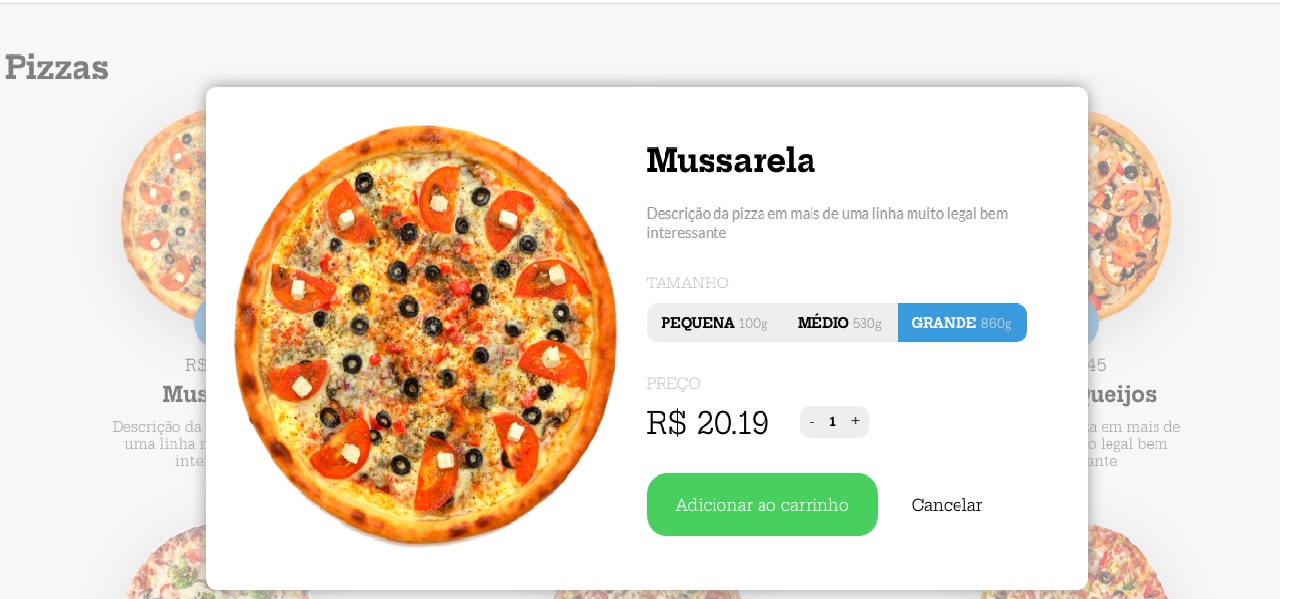 Pizzas
Mussarela
Descrição da pizza em mais de uma linha muito legal bem
interessante
TAMANHO
PEQUENA 100g MÉDIO 530g GRANDE 860g
PREÇO
R$ 20.19 - 1 +
Adicionar ao carrinho Cancelar
R$
Mus
Descrição da
uma linha
inter
45
ueijos
za em mais de
o legal bem
ante